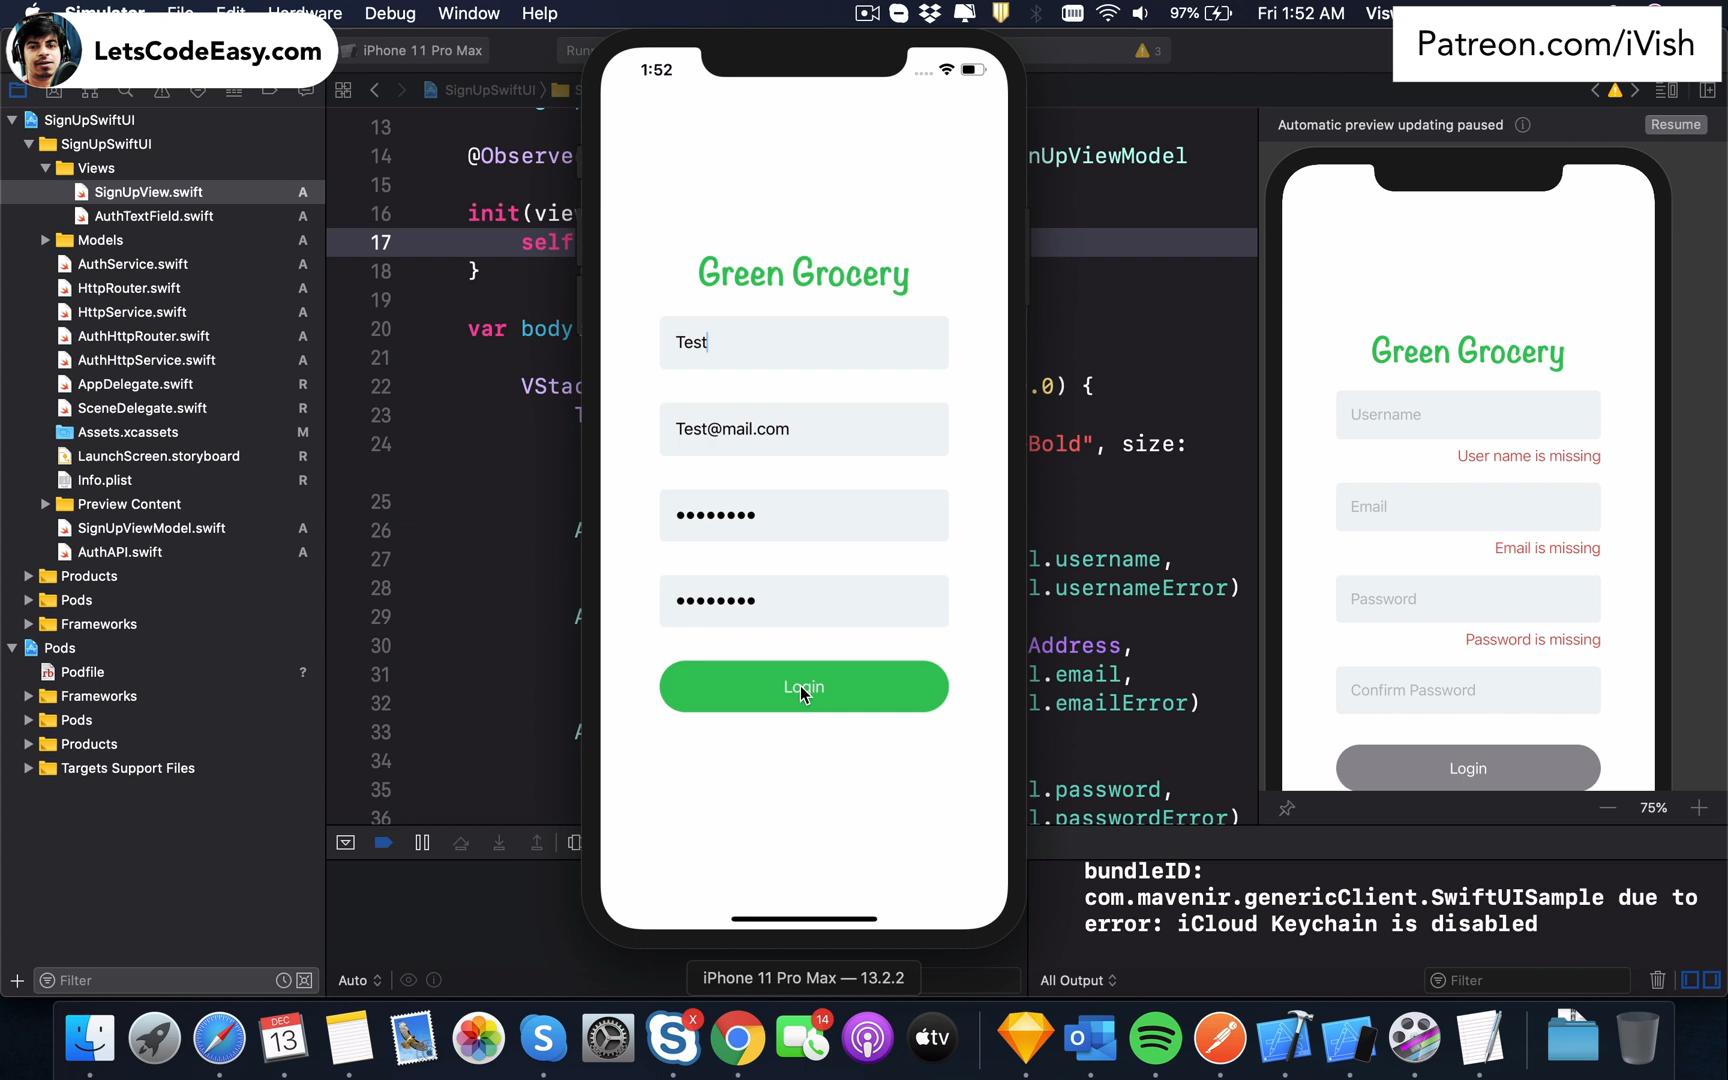 Simulator File Edit Hardware Debug Window Help 97% Fri 1:52 AM
LetsCodeEasy.com
Patreon.com/iVish
iPhone 11 Pro Max
3
SignUpSwiftUI
SignUpSwiftUI
SignUpSwiftUI
Views
SignUpView.swift A
AuthTextField.swift A
Models A
AuthService.swift A
HttpRouter.swift A
HttpService.swift A
AuthHttpRouter.swift A
AuthHttpService.swift A
AppDelegate.swift R
SceneDelegate.swift R
Assets.xcassets M
LaunchScreen.storyboard R
Info.plist R
Preview Content
SignUpViewModel.swift A
AuthAPI.swift A
Products
Pods
Frameworks
Pods
Podfile ?
Frameworks
Pods
Products
Targets Support Files
Filter
13
14 @Observe nUpViewModel
15
16 init(vie
17 self
18 }
19
20 var body
21
22 VStac .0) {
23
24 Bold", size:
25
26
27 l.username,
28 l.usernameError)
29
30 Address,
31 l.email,
32 l.emailError)
33
34
35 l.password,
36 l.passwordError)
1:52
Green Grocery
Test
Test@mail.com
••••••••
••••••••
Login
iPhone 11 Pro Max — 13.2.2
Automatic preview updating paused
Resume
Green Grocery
Username
User name is missing
Email
Email is missing
Password
Password is missing
Confirm Password
Login
75%
bundleID:
com.mavenir.genericClient.SwiftUISample due to
error: iCloud Keychain is disabled
Auto
All Output
Filter
DEC
13
X
14
tv